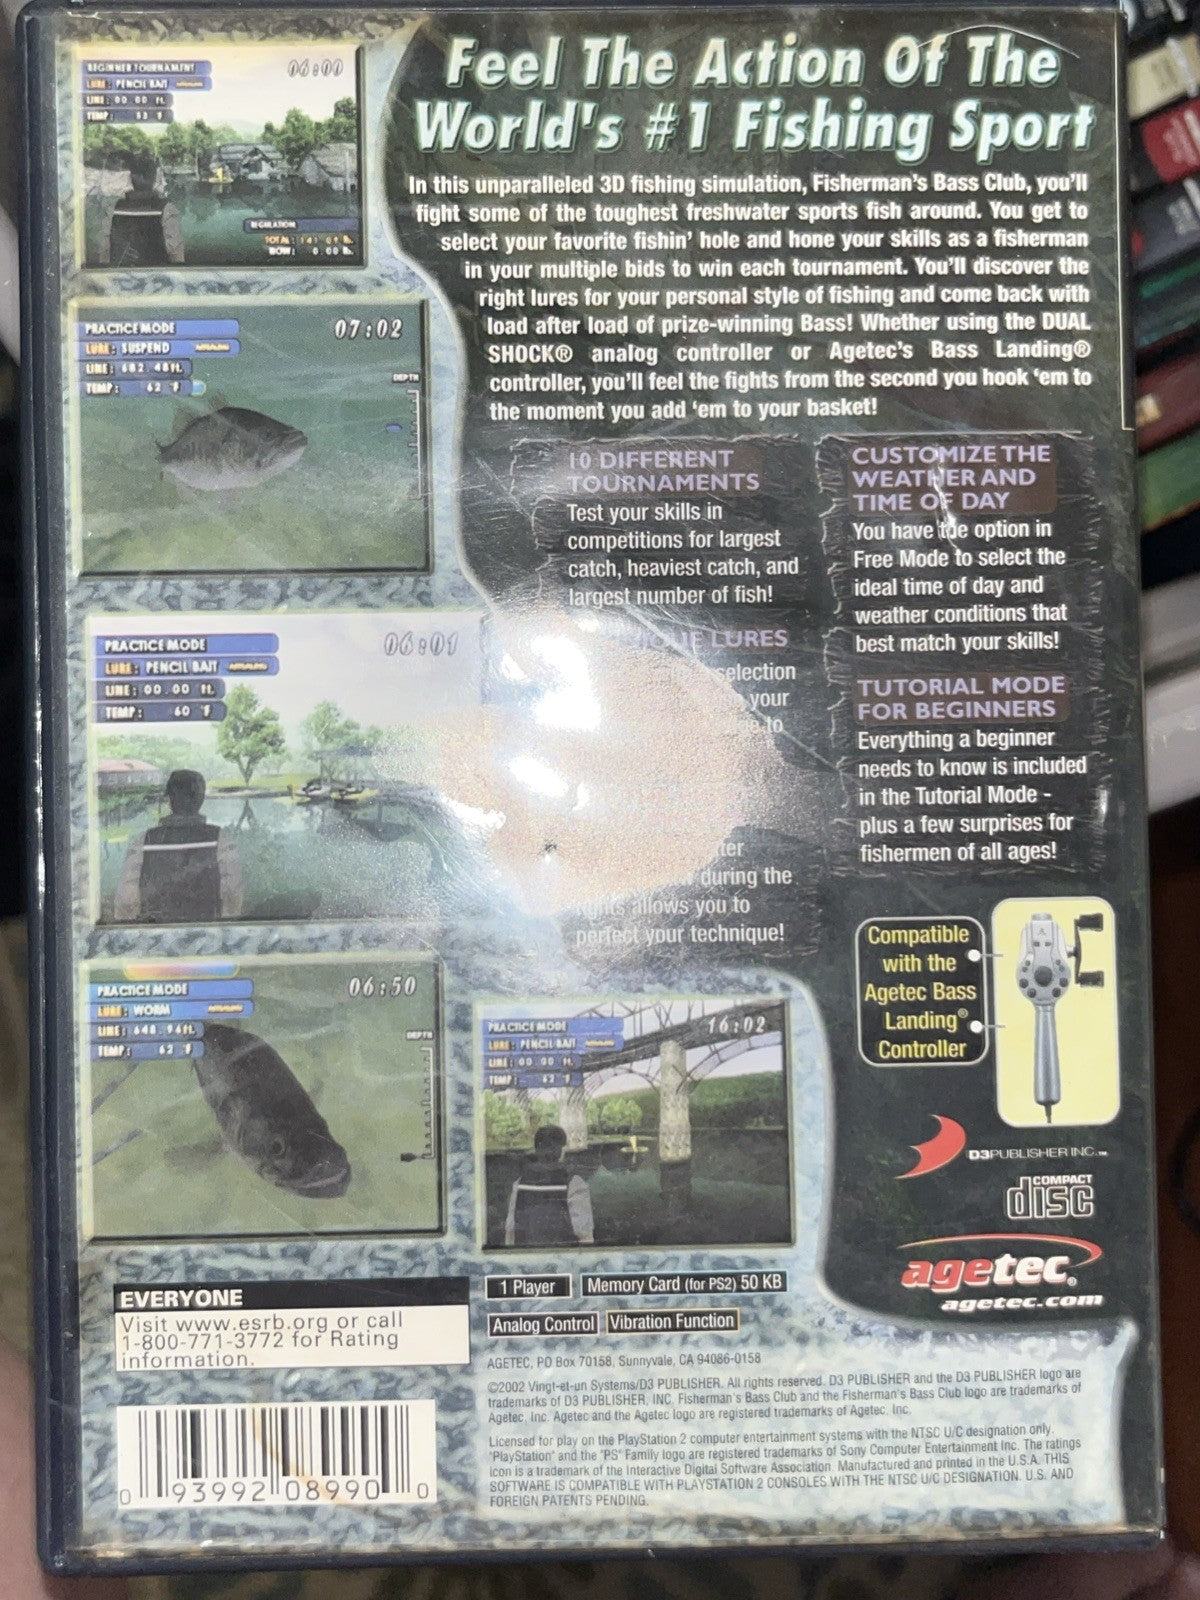 Feel The Action Of The
World's #1 Fishing Sport
In this unparalleled 3D fishing simulation, Fisherman's Bass Club, you'll
fight some of the toughest freshwater sports fish around. You get to
select your favorite fishin' hole and hone your skills as a fisherman
in your multiple bids to win each tournament. You'll discover the
right lures for your personal style of fishing and come back with
load after load of prize-winning Bass! Whether using the DUAL
SHOCK® analog controller or Agetec's Bass Landing®
controller, you'll feel the fights from the second you hook 'em to
the moment you add 'em to your basket!
BEGINNER TOURNAMENT
06:00
LURE: PENCIL BAIT
LINE: 00.00 ft.
TEMP: 53 °F
TOTAL:
NOW: 0.00 lb.
PRACTICE MODE
07:02
LURE: SUSPEND
LINE: 682.48ft.
TEMP: 62 °F
DEPTH
PRACTICE MODE
06:01
LURE: PENCIL BAIT
LINE: 00.00 ft.
TEMP: 60 °F
PRACTICE MODE
06:50
LURE: WORM
LINE: 648.96ft.
TEMP: 62 °F
DEPTH
PRACTICE MODE
16:02
LURE: PENCIL BAIT
LINE: 00.00 ft.
TEMP: 62 °F
10 DIFFERENT
TOURNAMENTS
Test your skills in
competitions for largest
catch, heaviest catch, and
largest number of fish!
LURES
selection
your
to
during the
allows you to
perfect your technique!
CUSTOMIZE THE
WEATHER AND
TIME OF DAY
You have the option in
Free Mode to select the
ideal time of day and
weather conditions that
best match your skills!
TUTORIAL MODE
FOR BEGINNERS
Everything a beginner
needs to know is included
in the Tutorial Mode -
plus a few surprises for
fishermen of all ages!
Compatible
with the
Agetec Bass
Landing®
Controller
D3PUBLISHER INC.™
COMPACT
disc
agetec®
agetec.com
EVERYONE
Visit www.esrb.org or call
1-800-771-3772 for Rating
information.
1 Player
Memory Card (for PS2) 50 KB
Analog Control
Vibration Function
AGETEC, PO Box 70158, Sunnyvale, CA 94086-0158
©2002 Vingt-et-un Systems/D3 PUBLISHER. All rights reserved. D3 PUBLISHER and the D3 PUBLISHER logo are
trademarks of D3 PUBLISHER, INC. Fisherman's Bass Club and the Fisherman's Bass Club logo are trademarks of
Agetec, Inc. Agetec and the Agetec logo are registered trademarks of Agetec, Inc.
Licensed for play on the PlayStation 2 computer entertainment systems with the NTSC U/C designation only.
"PlayStation" and the "PS" Family logo are registered trademarks of Sony Computer Entertainment Inc. The ratings
icon is a trademark of the Interactive Digital Software Association. Manufactured and printed in the U.S.A. THIS
SOFTWARE IS COMPATIBLE WITH PLAYSTATION 2 CONSOLES WITH THE NTSC U/C DESIGNATION. U.S. AND
FOREIGN PATENTS PENDING.
0 93992 08990 0